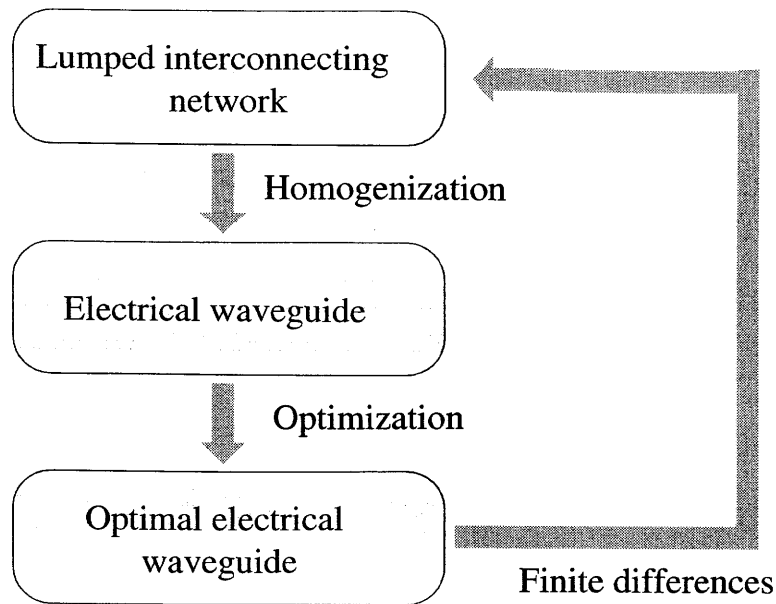 Lumped interconnecting
network
Homogenization
Electrical waveguide
Optimization
Optimal electrical
waveguide
Finite differences